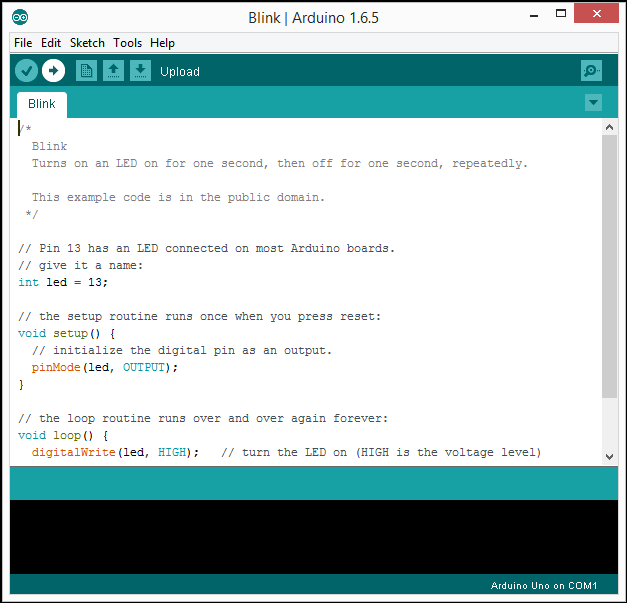 Blink | Arduino 1.6.5
File Edit Sketch Tools Help
Upload
Blink
/*
  Blink
  Turns on an LED on for one second, then off for one second, repeatedly.
  This example code is in the public domain.
 */
// Pin 13 has an LED connected on most Arduino boards.
// give it a name:
int led = 13;
// the setup routine runs once when you press reset:
void setup() {
  // initialize the digital pin as an output.
  pinMode(led, OUTPUT);
}
// the loop routine runs over and over again forever:
void loop() {
  digitalWrite(led, HIGH);   // turn the LED on (HIGH is the voltage level)
Arduino Uno on COM1